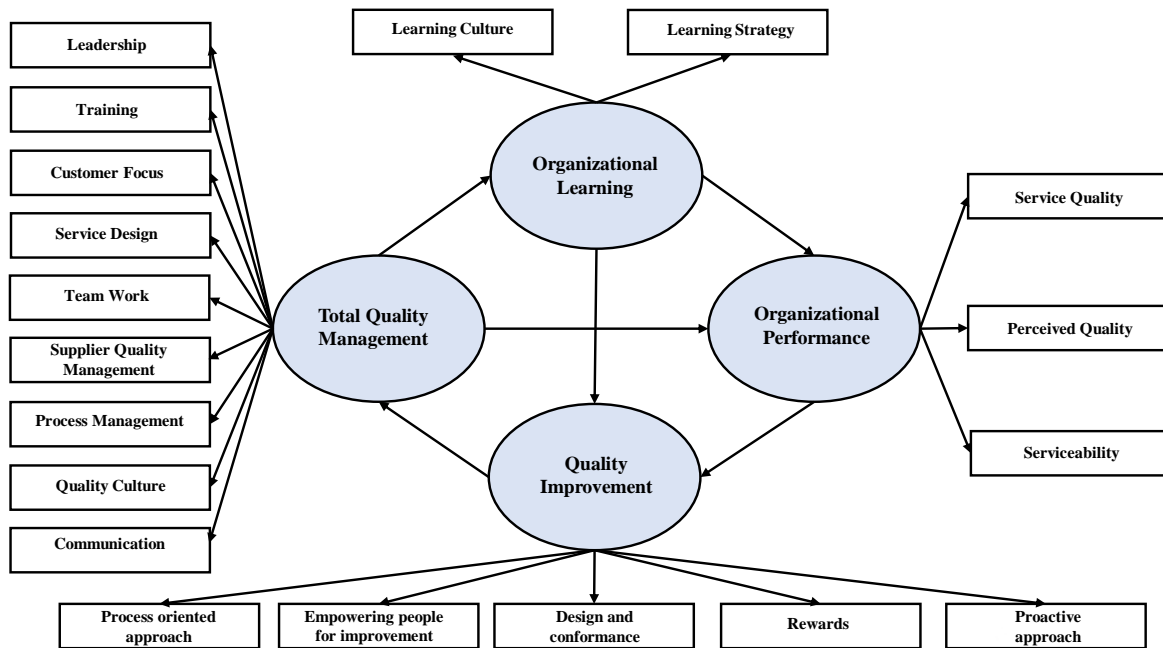 Learning Culture
Learning Strategy
Leadership
Training
Customer Focus
Service Design
Team Work
Supplier Quality
Management
Process Management
Quality Culture
Communication
Organizational
Learning
Total Quality
Management
Organizational
Performance
Quality
Improvement
Service Quality
Perceived Quality
Serviceability
Process oriented
approach
Empowering people
for improvement
Design and
conformance
Rewards
Proactive
approach